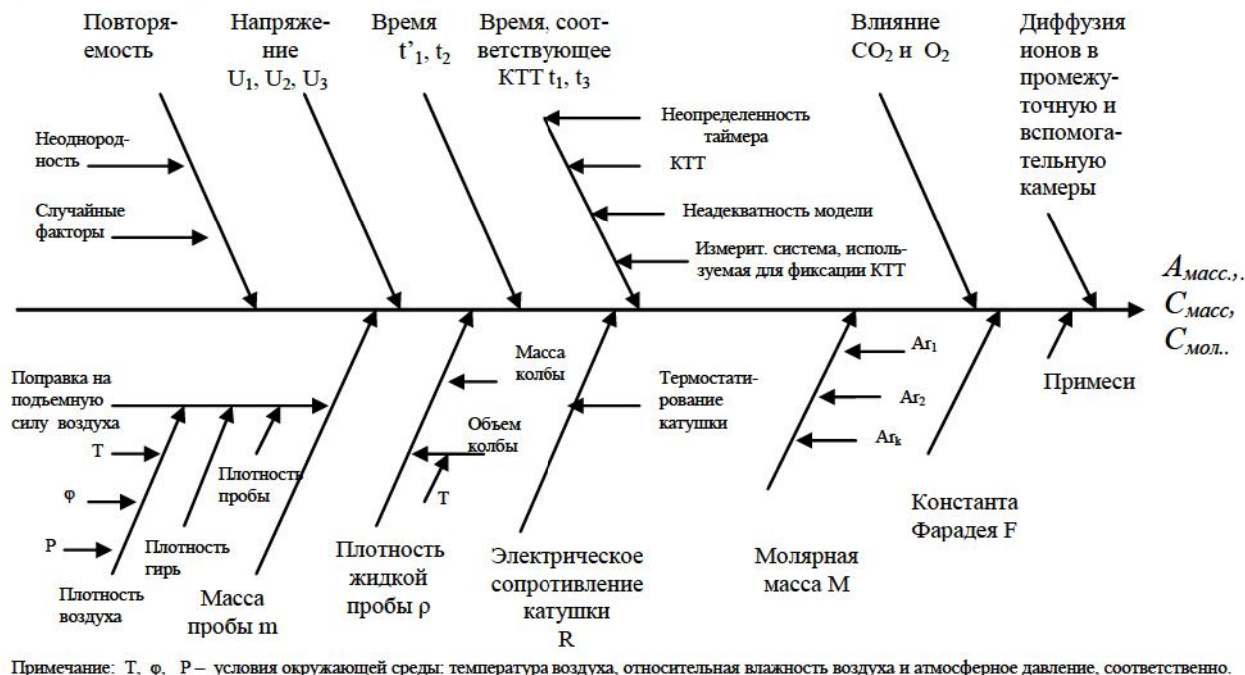 Повторя-
емость
Напряже-
ние
U1, U2, U3
Время
t’1, t2
Время, соот-
ветствующее
КТТ t1, t3
Влияние
CO2 и O2
Диффузия
ионов в
промежу-
точную и
вспомога-
тельную
камеры
Неоднород-
ность
Случайные
факторы
Неопределенность
таймера
КТТ
Неадекватность модели
Измерит. система, исполь-
зуемая для фиксации КТТ
Aмасс.,.
Cмасс,
Cмол..
Поправка на
подъемную
силу воздуха
T
φ
P
Плотность
воздуха
Плотность
гирь
Плотность
пробы
Масса
пробы m
Масса
колбы
Объем
колбы
T
Плотность
жидкой
пробы ρ
Термостати-
рование
катушки
Электрическое
сопротивление
катушки
R
Ar1
Ar2
Ark
Молярная
масса M
Константа
Фарадея F
Примеси
Примечание: T, φ, P – условия окружающей среды: температура воздуха, относительная влажность воздуха и атмосферное давление, соответственно.